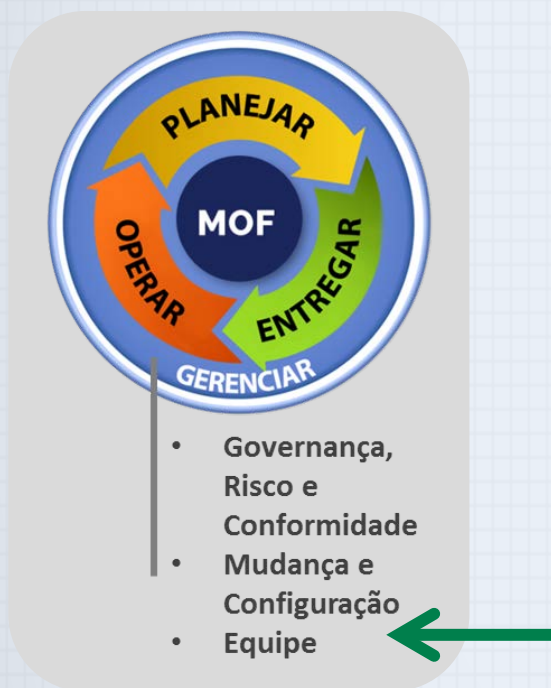 PLANEJAR
MOF
OPERAR
ENTREGAR
GERENCIAR
• Governança,
Risco e
Conformidade
• Mudança e
Configuração
• Equipe